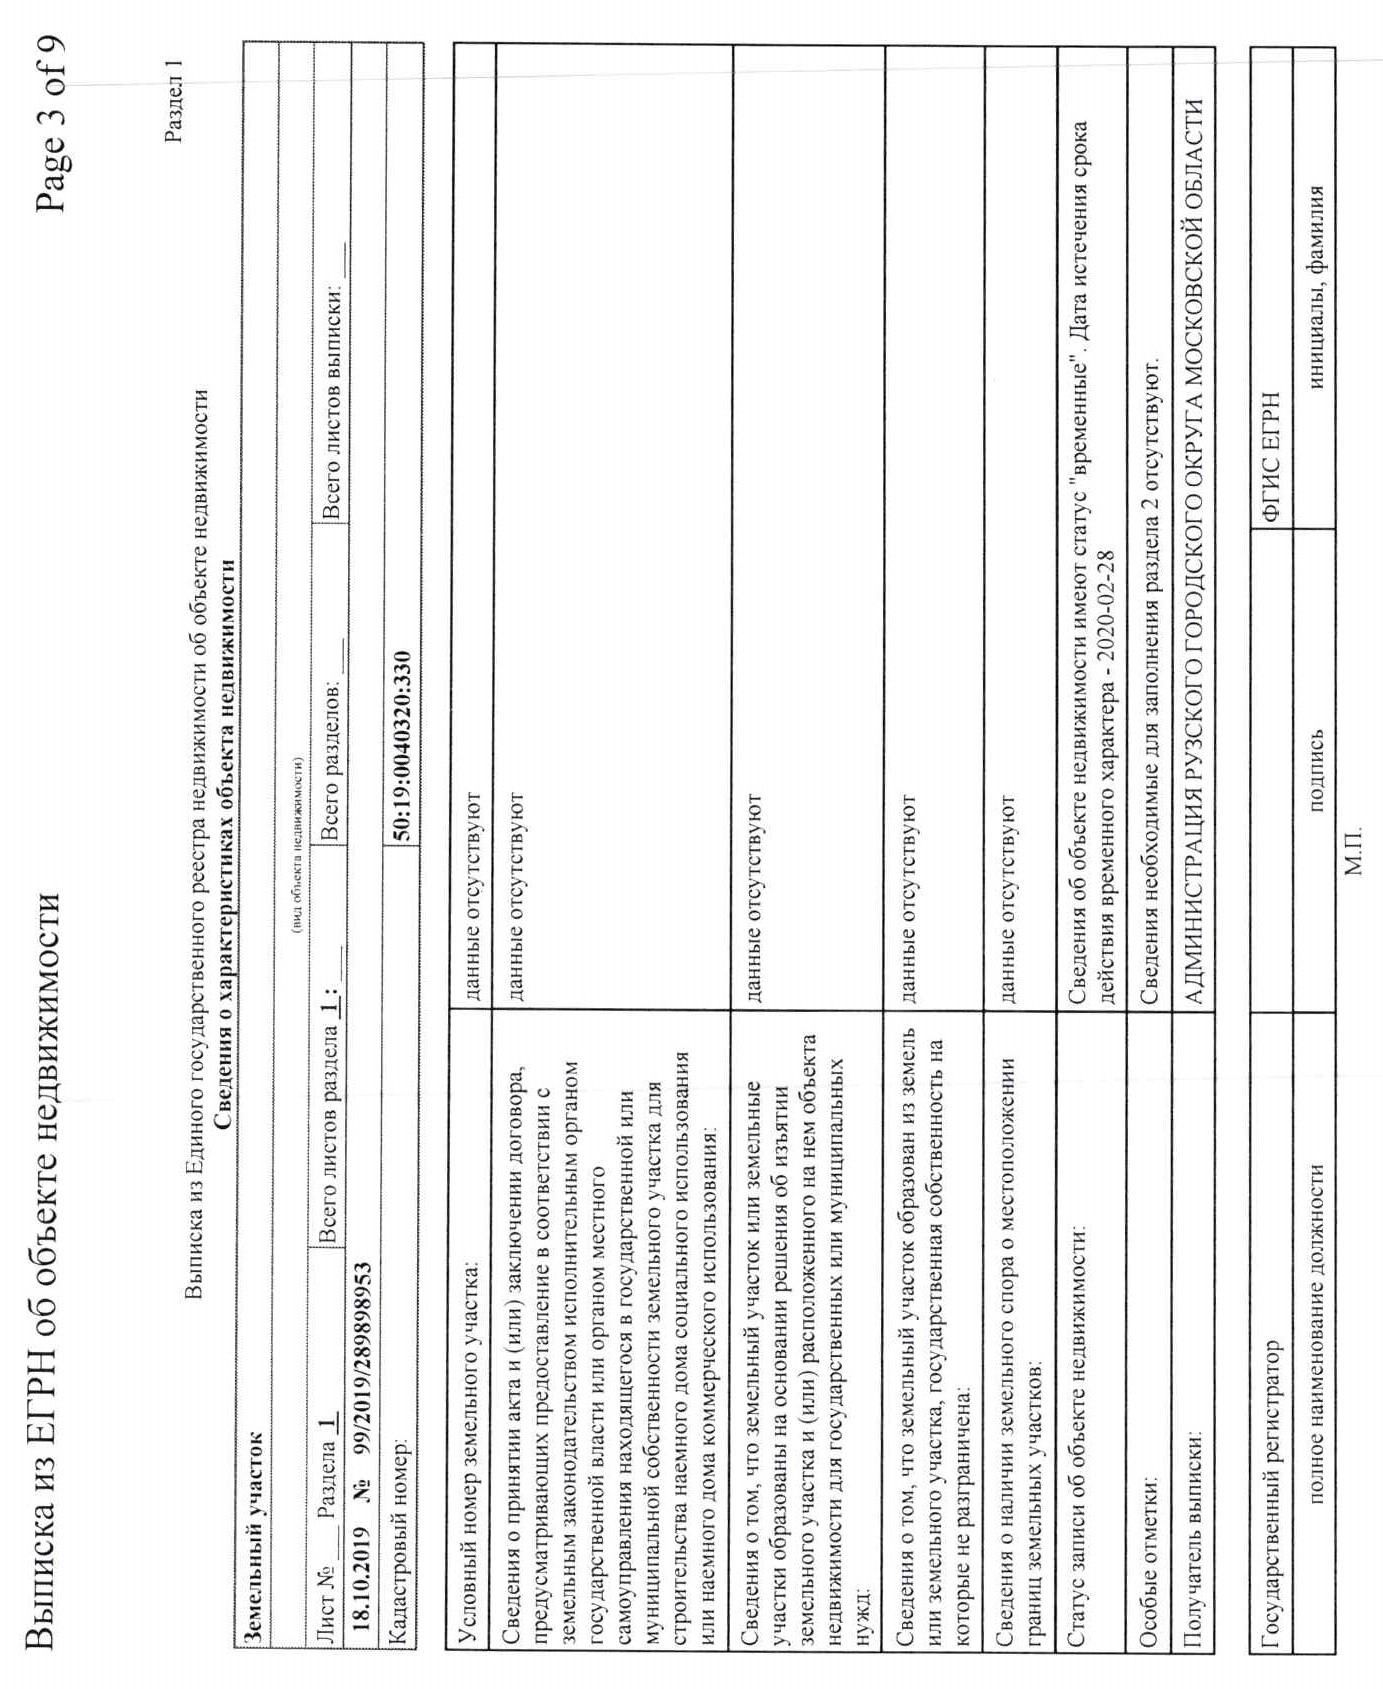 Выписка из ЕГРН об объекте недвижимости Page 3 of 9
Раздел 1
Выписка из Единого государственного реестра недвижимости об объекте недвижимости
Сведения о характеристиках объекта недвижимости
Земельный участок
(вид объекта недвижимости)
Лист № ___ Раздела 1 Всего листов раздела 1 : ___ Всего разделов: ___ Всего листов выписки: ___
18.10.2019 № 99/2019/289898953
Кадастровый номер: 50:19:0040320:330
Условный номер земельного участка: данные отсутствуют
Сведения о принятии акта и (или) заключении договора, данные отсутствуют
предусматривающих предоставление в соответствии с
земельным законодательством исполнительным органом
государственной власти или органом местного
самоуправления находящегося в государственной или
муниципальной собственности земельного участка для
строительства наемного дома социального использования
или наемного дома коммерческого использования:
Сведения о том, что земельный участок или земельные данные отсутствуют
участки образованы на основании решения об изъятии
земельного участка и (или) расположенного на нем объекта
недвижимости для государственных или муниципальных
нужд:
Сведения о том, что земельный участок образован из земель данные отсутствуют
или земельного участка, государственная собственность на
которые не разграничена:
Сведения о наличии земельного спора о местоположении данные отсутствуют
границ земельных участков:
Статус записи об объекте недвижимости: Сведения об объекте недвижимости имеют статус "временные". Дата истечения срока
действия временного характера - 2020-02-28
Особые отметки: Сведения необходимые для заполнения раздела 2 отсутствуют.
Получатель выписки: АДМИНИСТРАЦИЯ РУЗСКОГО ГОРОДСКОГО ОКРУГА МОСКОВСКОЙ ОБЛАСТИ
Государственный регистратор ФГИС ЕГРН
полное наименование должности подпись инициалы, фамилия
М.П.